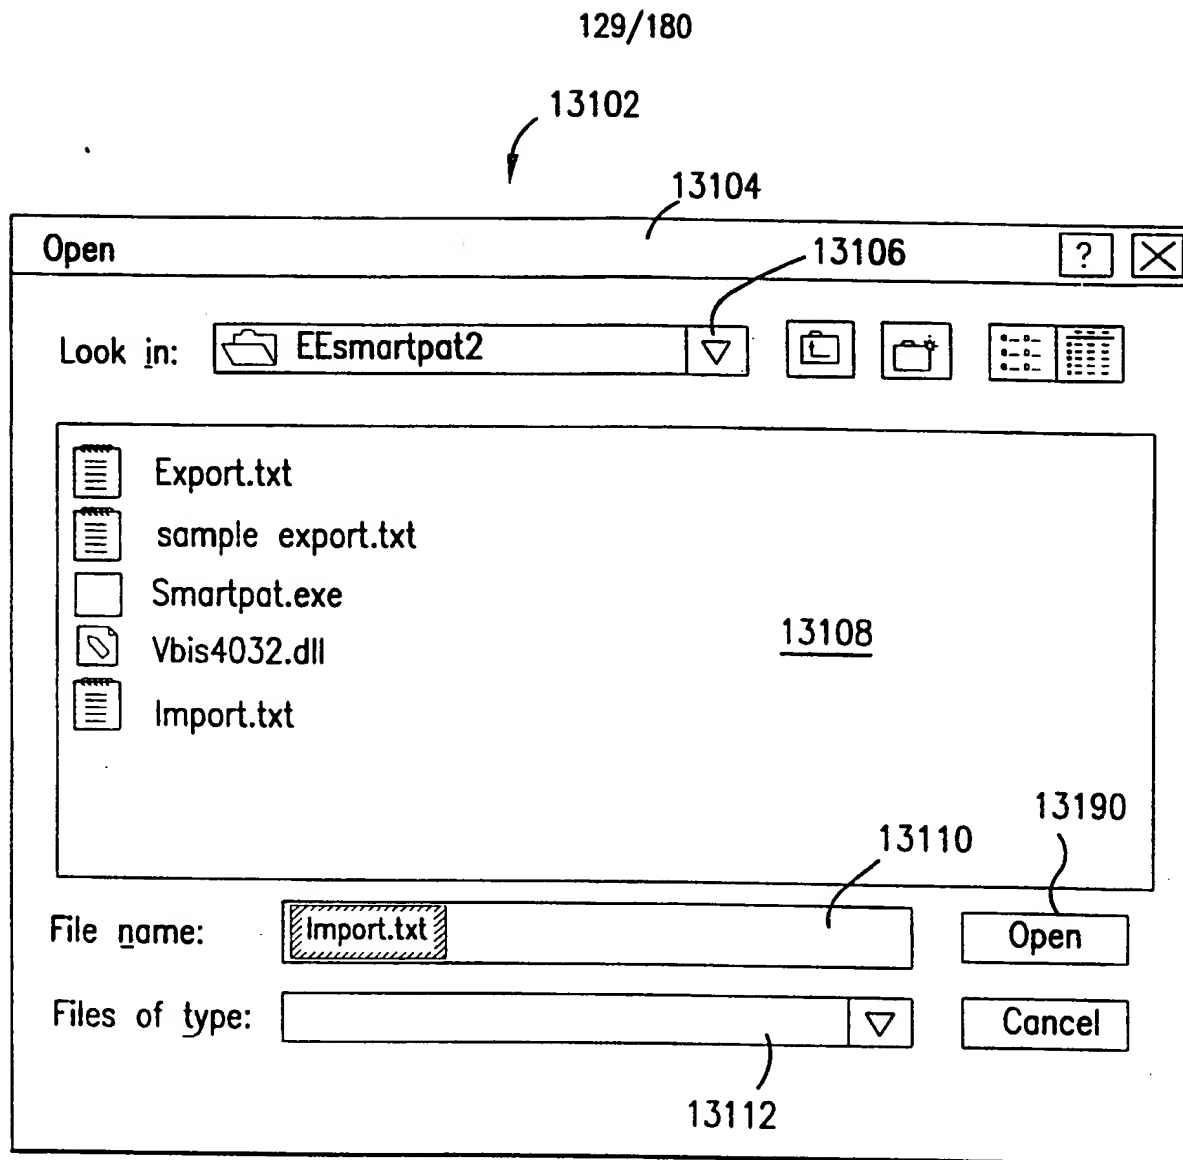 129/180
13102
13104
Open
13106
?
Look in:
EEsmartpat2
Export.txt
sample export.txt
Smartpat.exe
Vbis4032.dll
13108
Import.txt
13190
13110
File name:
Import.txt
Open
Files of type:
Cancel
13112